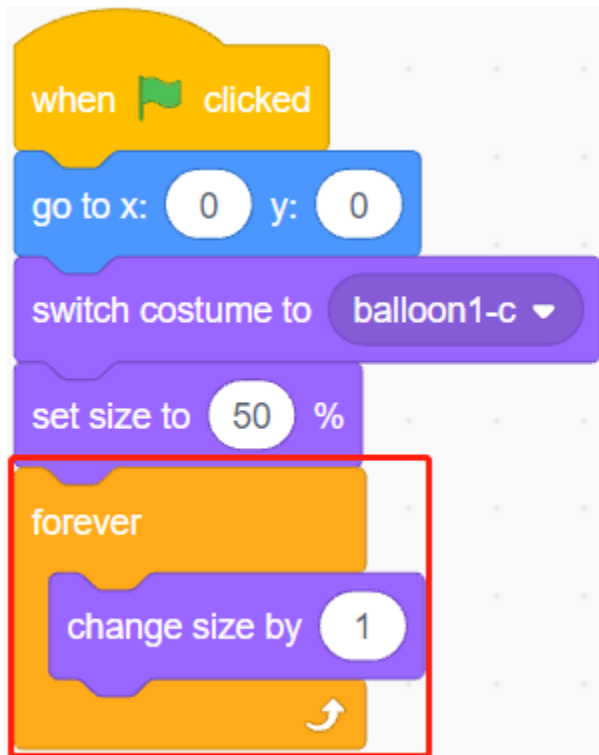 when clicked
go to x: 0 y: 0
switch costume to balloon1-c
set size to 50 %
forever
change size by 1